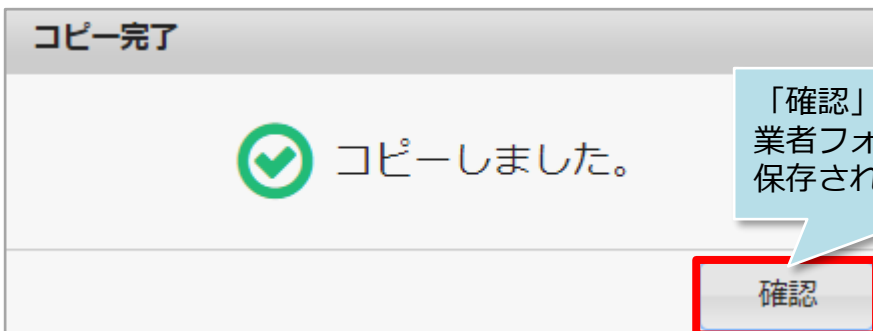 コピー完了
コピーしました。
「確認」
業者フォ
保存され
確認